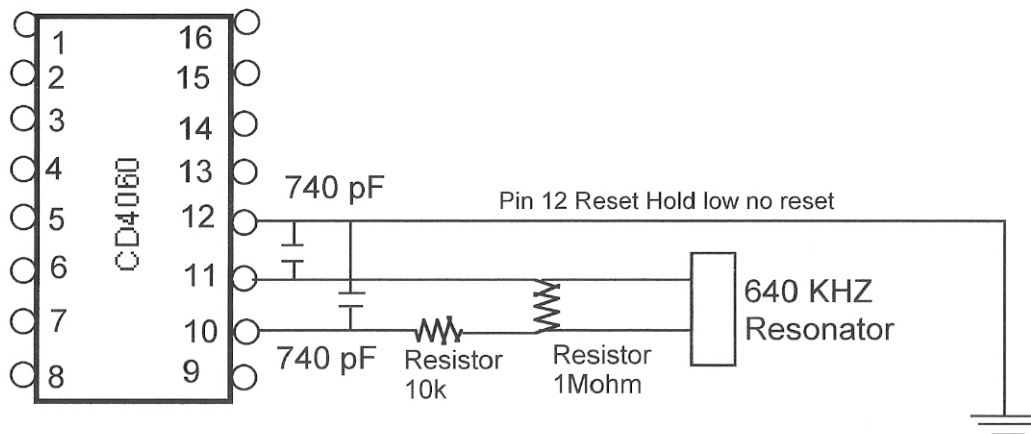 1
2
3
4
5
6
7
8
CD4060
16
15
14
13
12
11
10
9
740 pF
Pin 12 Reset Hold low no reset
640 KHZ
Resonator
740 pF
Resistor
10k
Resistor
1Mohm